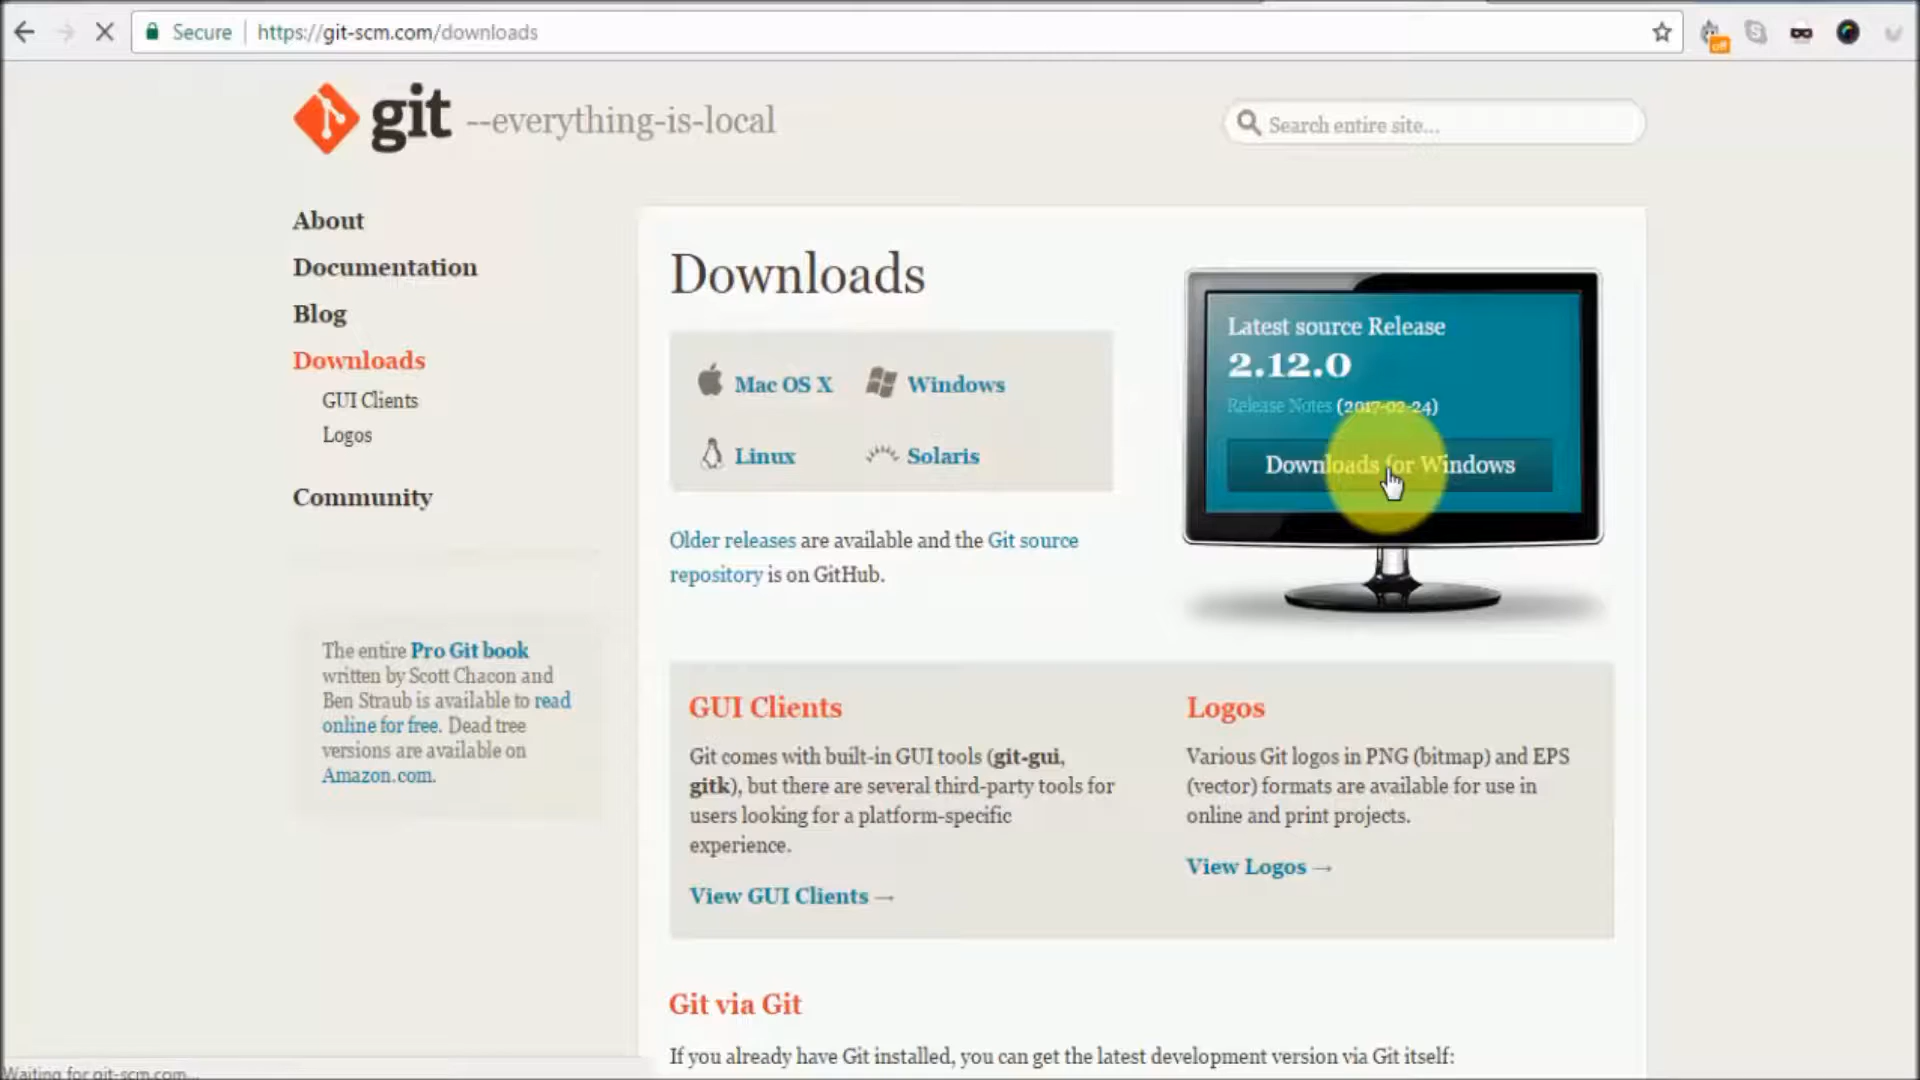 Secure https://git-scm.com/downloads
off
git --everything-is-local
Search entire site...
About
Documentation
Blog
Downloads
GUI Clients
Logos
Community
The entire Pro Git book
written by Scott Chacon and
Ben Straub is available to read
online for free. Dead tree
versions are available on
Amazon.com.
Downloads
Mac OS X Windows
Linux Solaris
Older releases are available and the Git source
repository is on GitHub.
Latest source Release
2.12.0
Release Notes (2017-02-24)
Downloads for Windows
GUI Clients
Git comes with built-in GUI tools (git-gui,
gitk), but there are several third-party tools for
users looking for a platform-specific
experience.
View GUI Clients →
Logos
Various Git logos in PNG (bitmap) and EPS
(vector) formats are available for use in
online and print projects.
View Logos →
Git via Git
If you already have Git installed, you can get the latest development version via Git itself:
Waiting for git-scm.com...